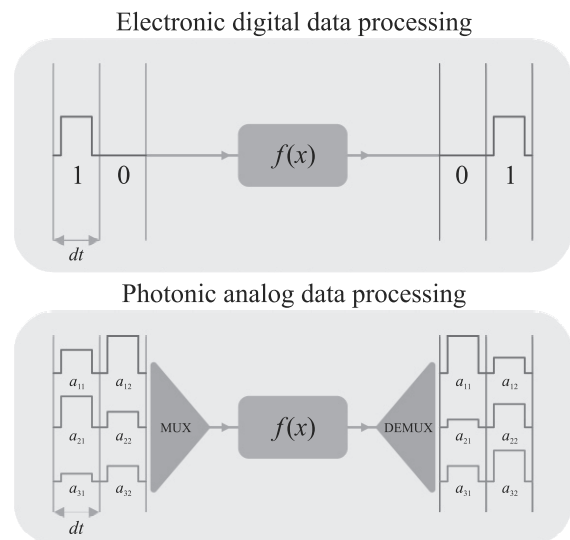 Electronic digital data processing
1 0 f(x) 0 1
dt
Photonic analog data processing
a₁₁ a₁₂ a₁₁ a₁₂
a₂₁ a₂₂ MUX f(x) DEMUX a₂₁ a₂₂
a₃₁ a₃₂ a₃₁ a₃₂
dt